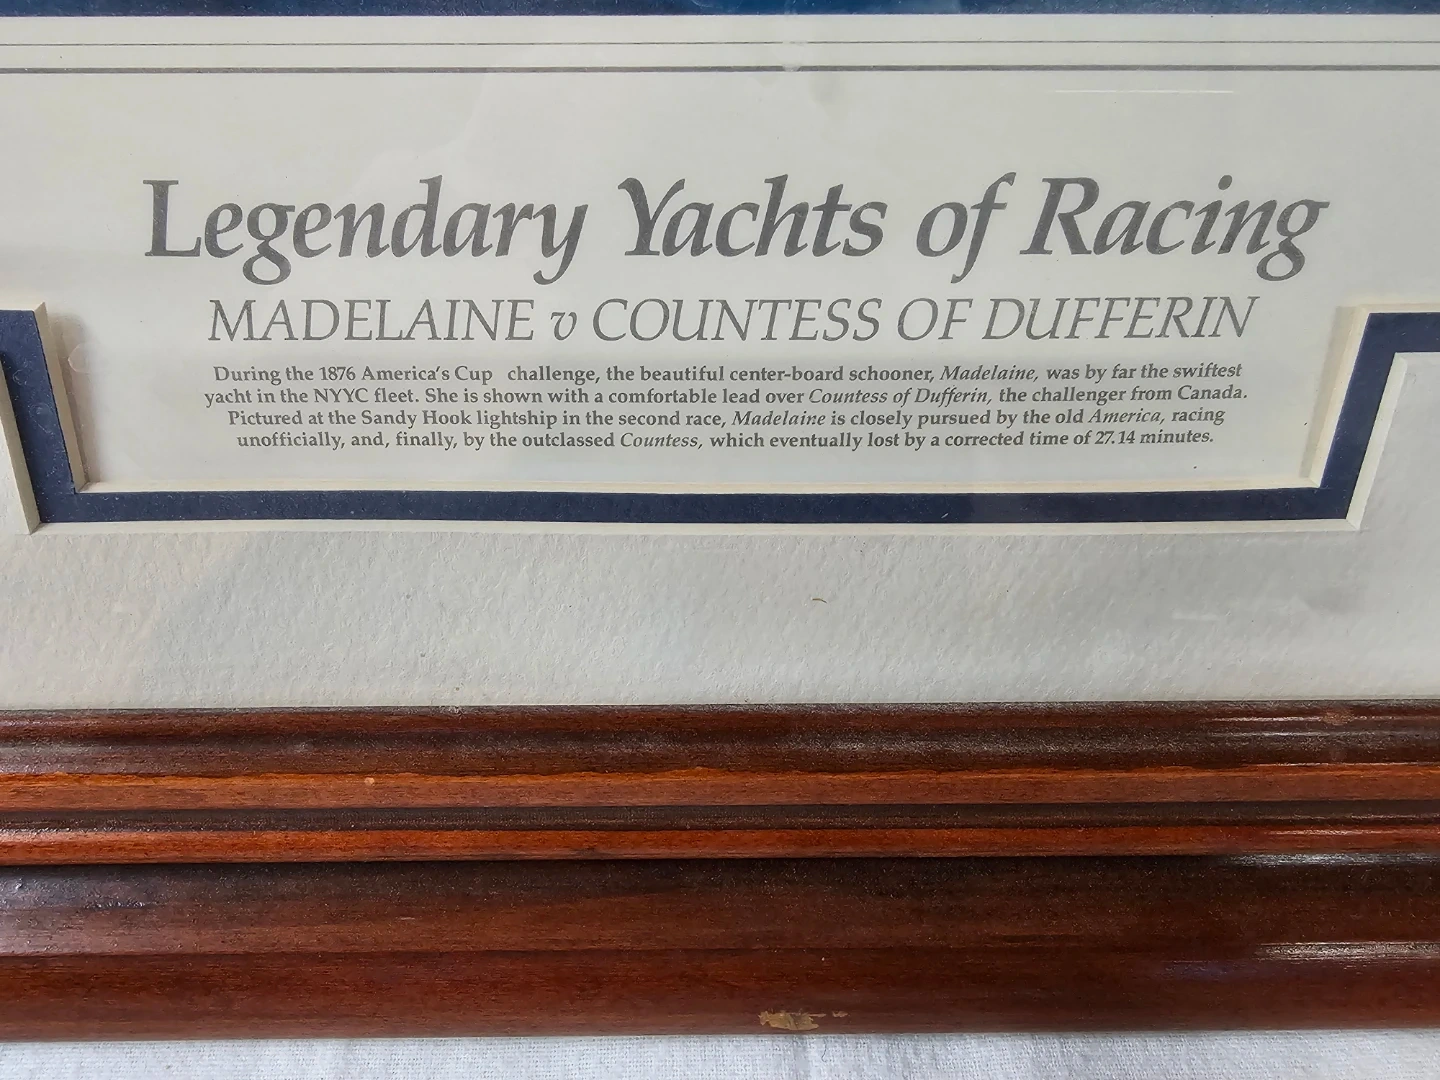 Legendary Yachts of Racing
MADELAINE v COUNTESS OF DUFFERIN
During the 1876 America's Cup challenge, the beautiful center-board schooner, Madelaine, was by far the swiftest
yacht in the NYYC fleet. She is shown with a comfortable lead over Countess of Dufferin, the challenger from Canada.
Pictured at the Sandy Hook lightship in the second race, Madelaine is closely pursued by the old America, racing
unofficially, and, finally, by the outclassed Countess, which eventually lost by a corrected time of 27.14 minutes.